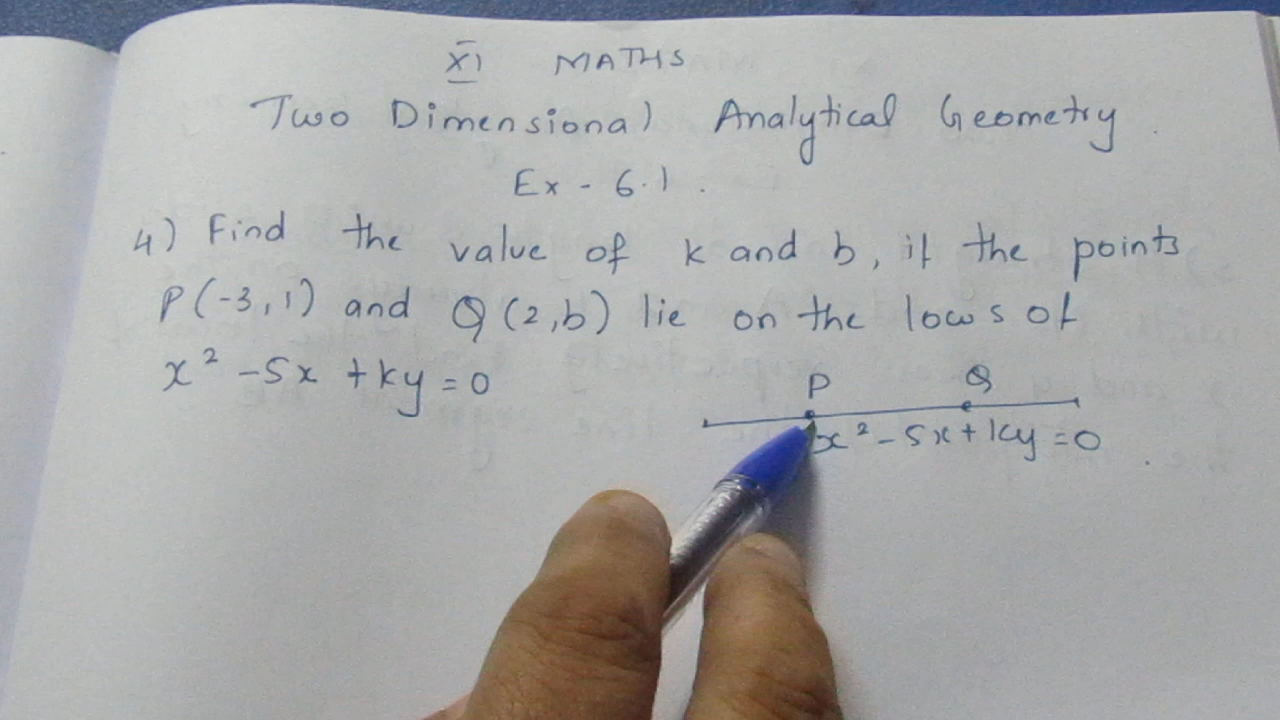 XI MATHS
Two Dimensional Analytical Geometry
Ex - 6.1.
4) Find the value of k and b, if the points
P(-3,1) and Q(2,b) lie on the locus of
x² -5x +ky=0
P Q
x² -5x+ky=0